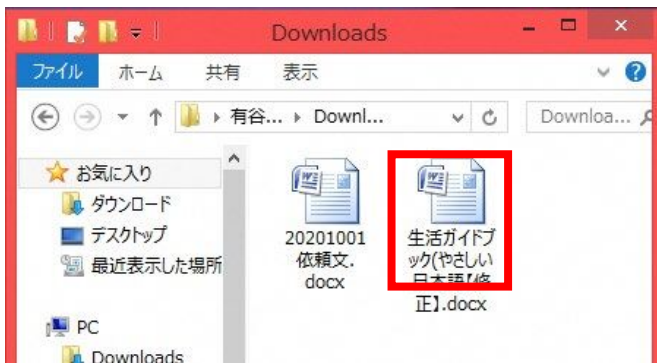 Downloads
ファイル ホーム 共有 表示
有谷... Downl... Downloa...
お気に入り
ダウンロード
デスクトップ
最近表示した場所
PC
Downloads
20201001
依頼文.
docx
生活ガイドブ
ック(やさしい
日本語【修
正】.docx